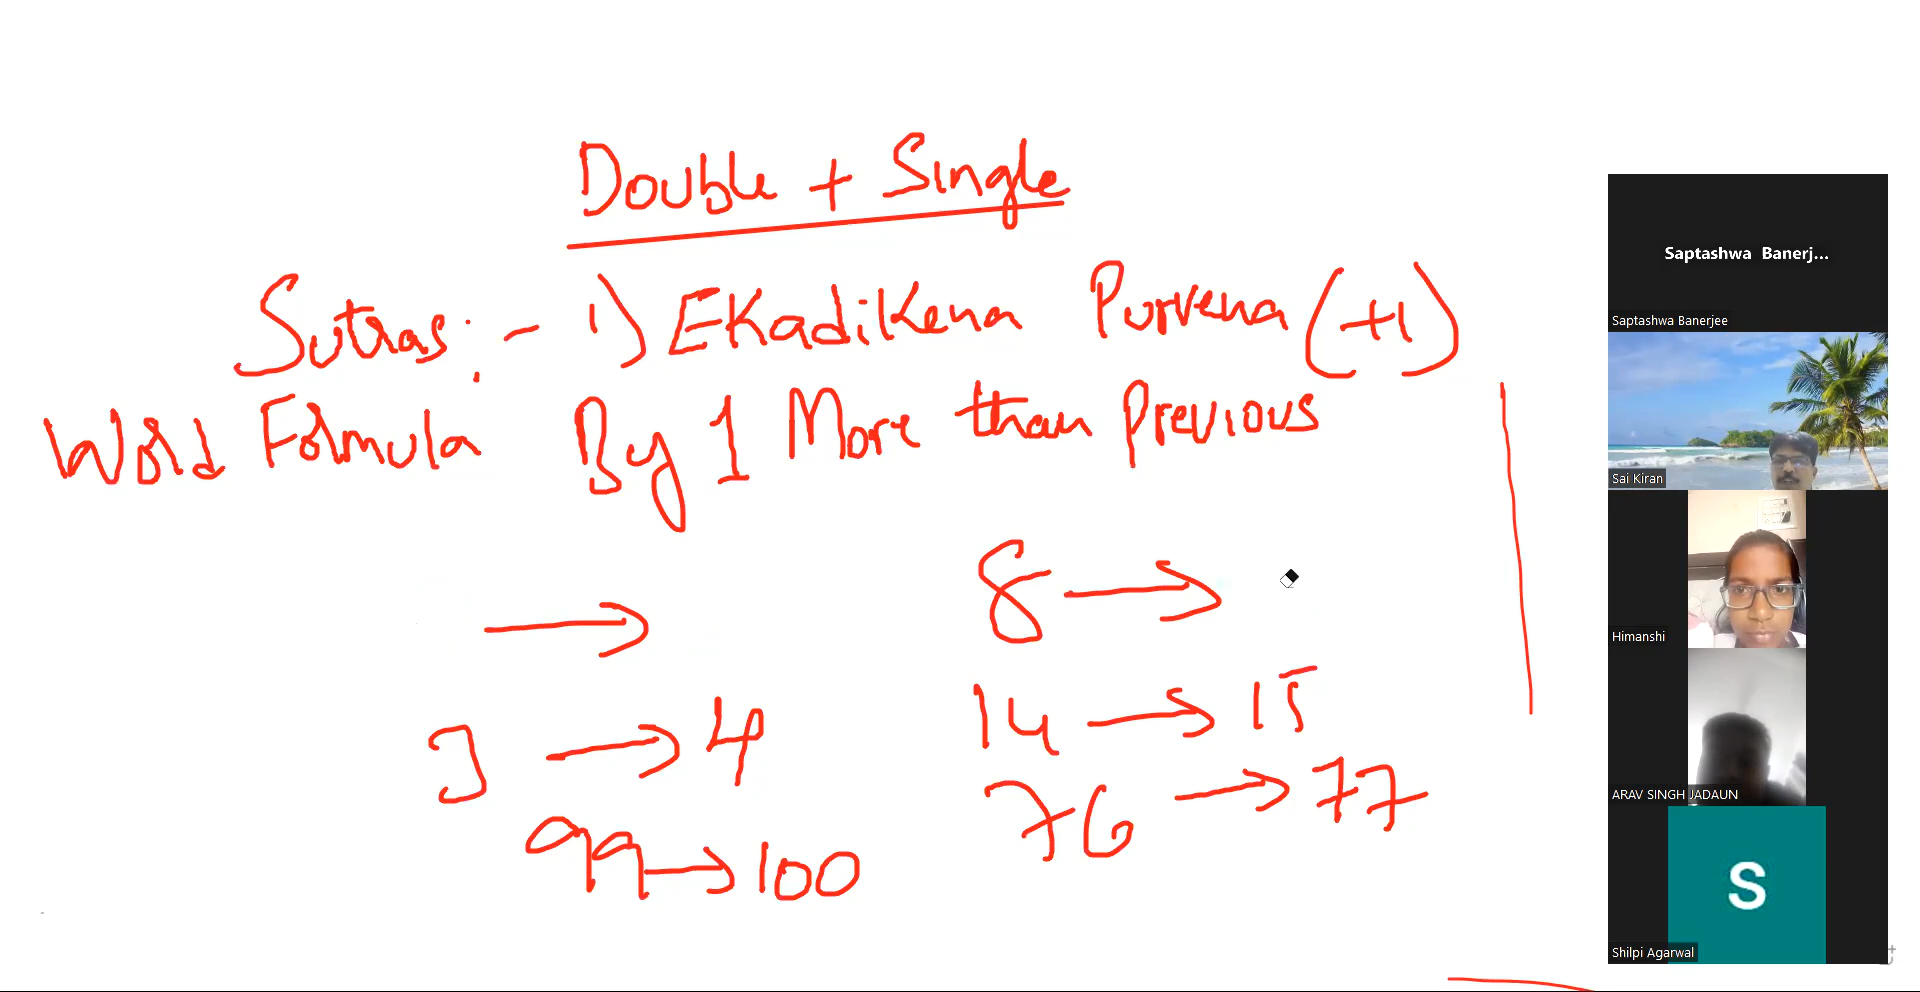 Double + Single
Sutras :- 1) Ekadikena Purvena (+1)
Word Formula : By 1 More than Previous
→
8 →
3 → 4
14 → 15
99 → 100
76 → 77
Saptashwa Banerj...
Saptashwa Banerjee
Sai Kiran
Himanshi
ARAV SINGH JADAUN
S
Shilpi Agarwal